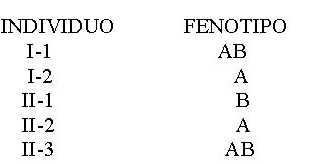 INDIVIDUO FENOTIPO
I-1 AB
I-2 A
II-1 B
II-2 A
II-3 AB